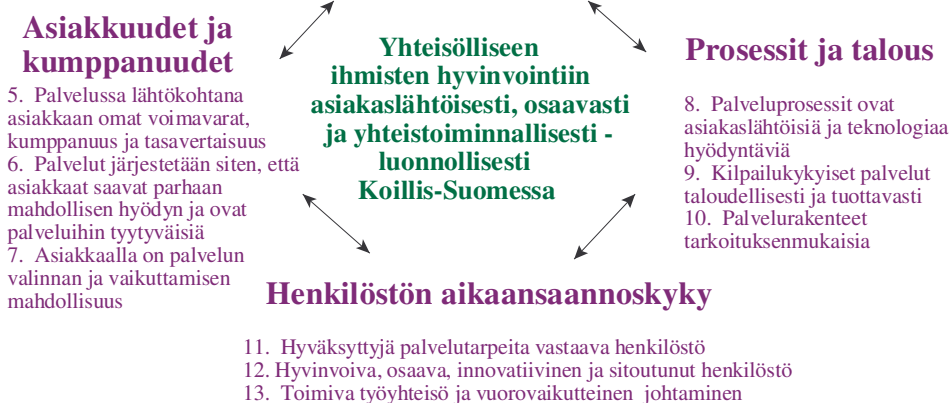 Asiakkuudet ja
kumppanuudet
5. Palvelussa lähtökohtana
asiakkaan omat voimavarat,
kumppanuus ja tasavertaisuus
6. Palvelut järjestetään siten, että
asiakkaat saavat parhaan
mahdollisen hyödyn ja ovat
palveluihin tyytyväisiä
7. Asiakkaalla on palvelun
valinnan ja vaikuttamisen
mahdollisuus
Yhteisölliseen
ihmisten hyvinvointiin
asiakaslähtöisesti, osaavasti
ja yhteistoiminnallisesti -
luonnollisesti
Koillis-Suomessa
Prosessit ja talous
8. Palveluprosessit ovat
asiakaslähtöisiä ja teknologiaa
hyödyntäviä
9. Kilpailukykyiset palvelut
taloudellisesti ja tuottavasti
10. Palvelurakenteet
tarkoituksenmukaisia
Henkilöstön aikaansaannoskyky
11. Hyväksyttyjä palvelutarpeita vastaava henkilöstö
12. Hyvinvoiva, osaava, innovatiivinen ja sitoutunut henkilöstö
13. Toimiva työyhteisö ja vuorovaikutteinen johtaminen